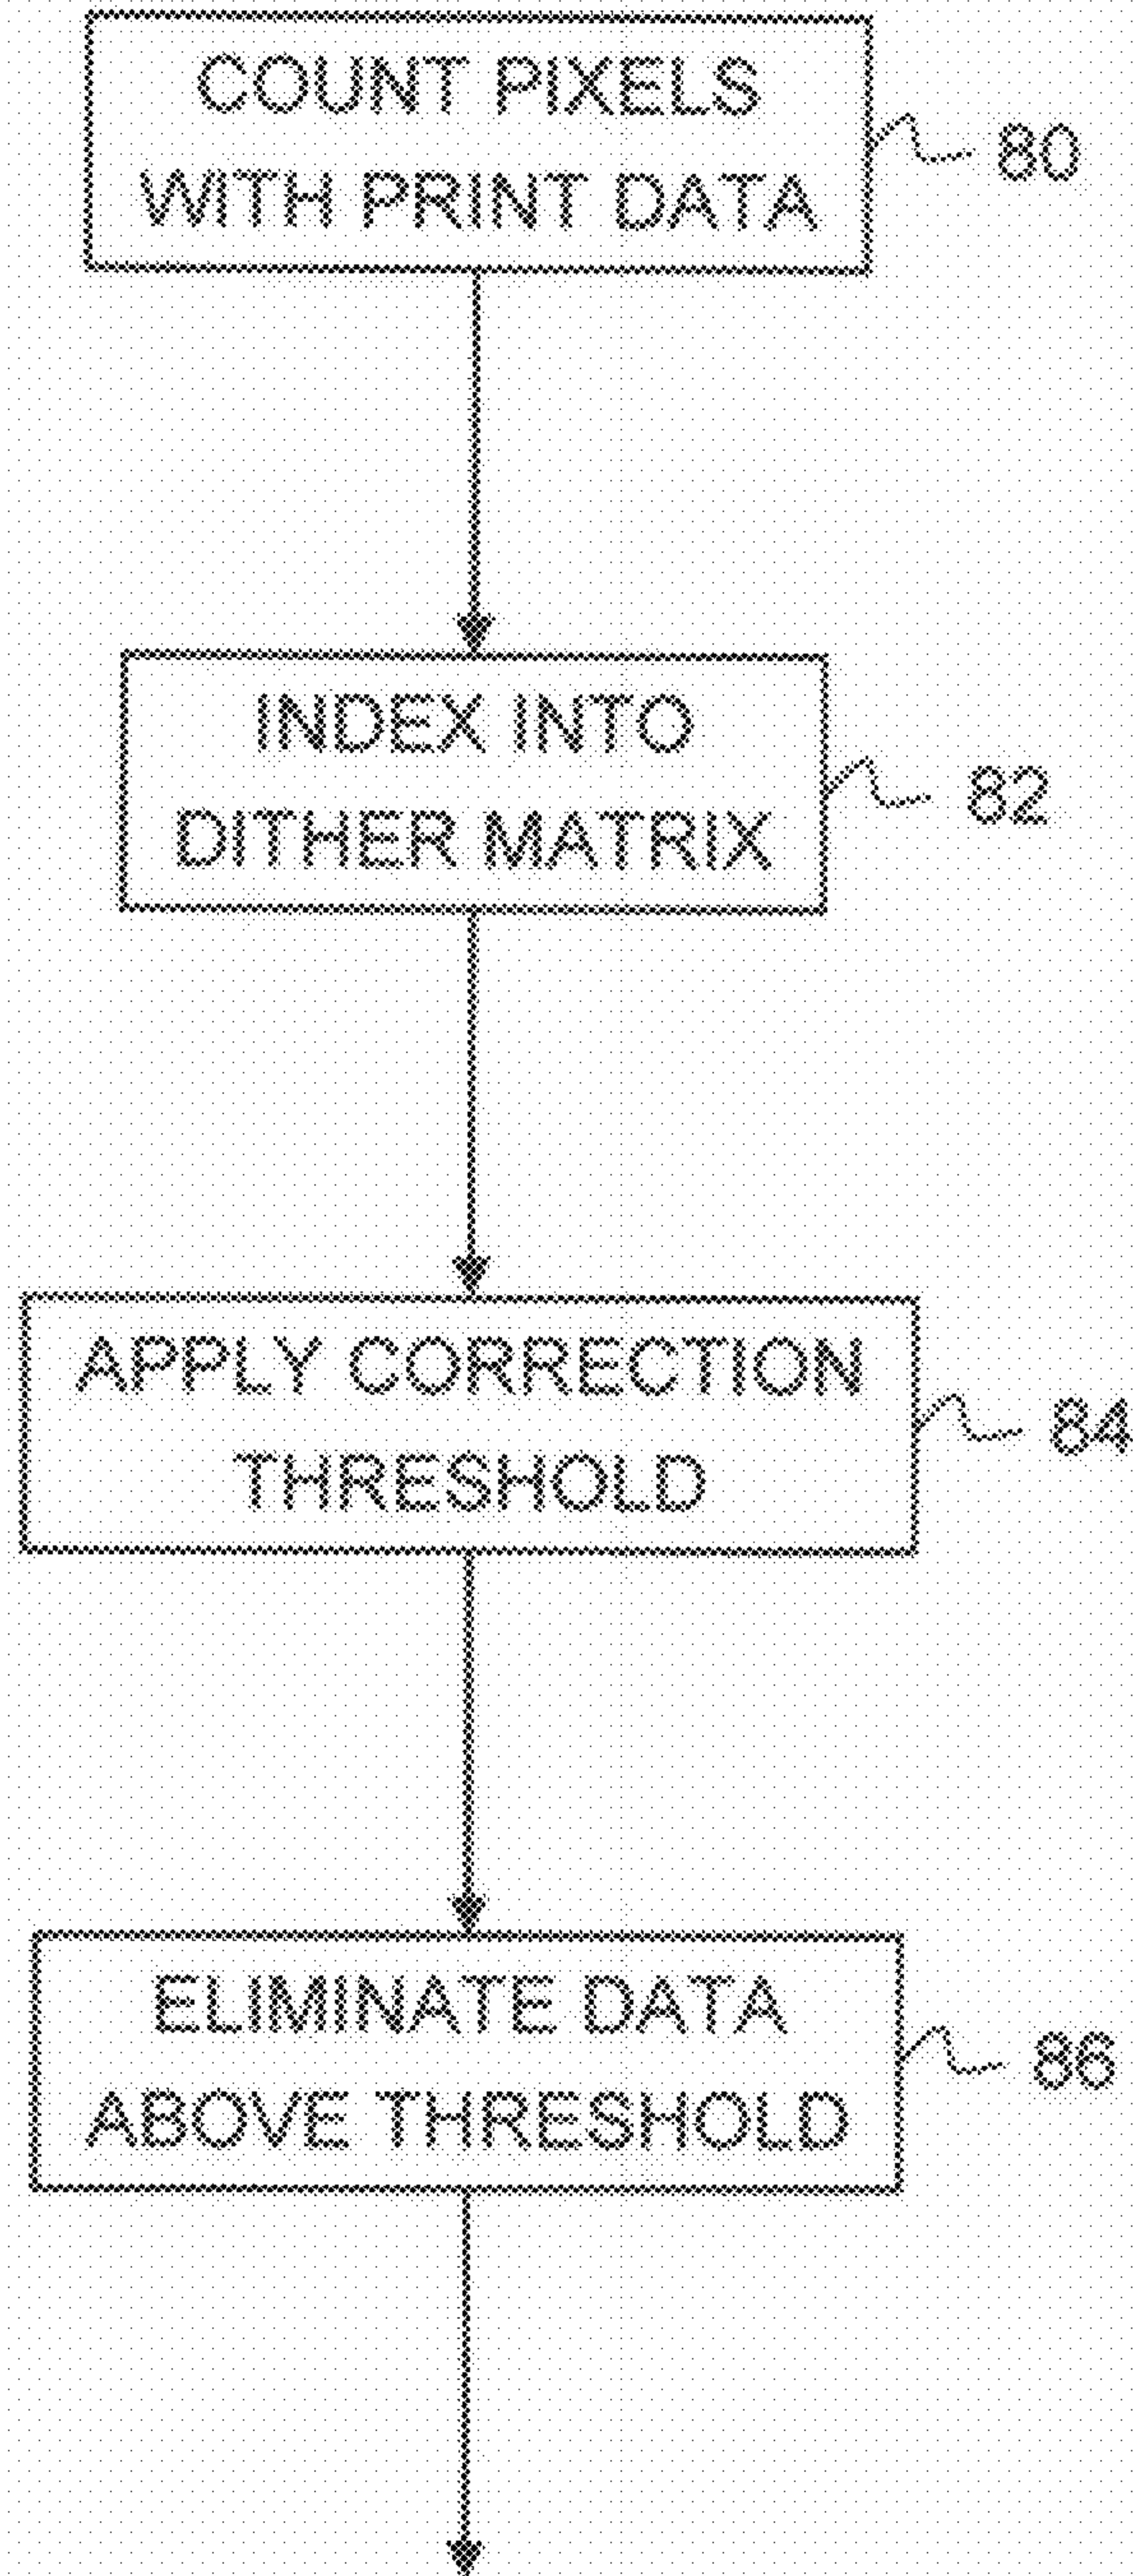 COUNT PIXELS
WITH PRINT DATA
80
INDEX INTO
DITHER MATRIX
82
APPLY CORRECTION
THRESHOLD
84
ELIMINATE DATA
ABOVE THRESHOLD
86